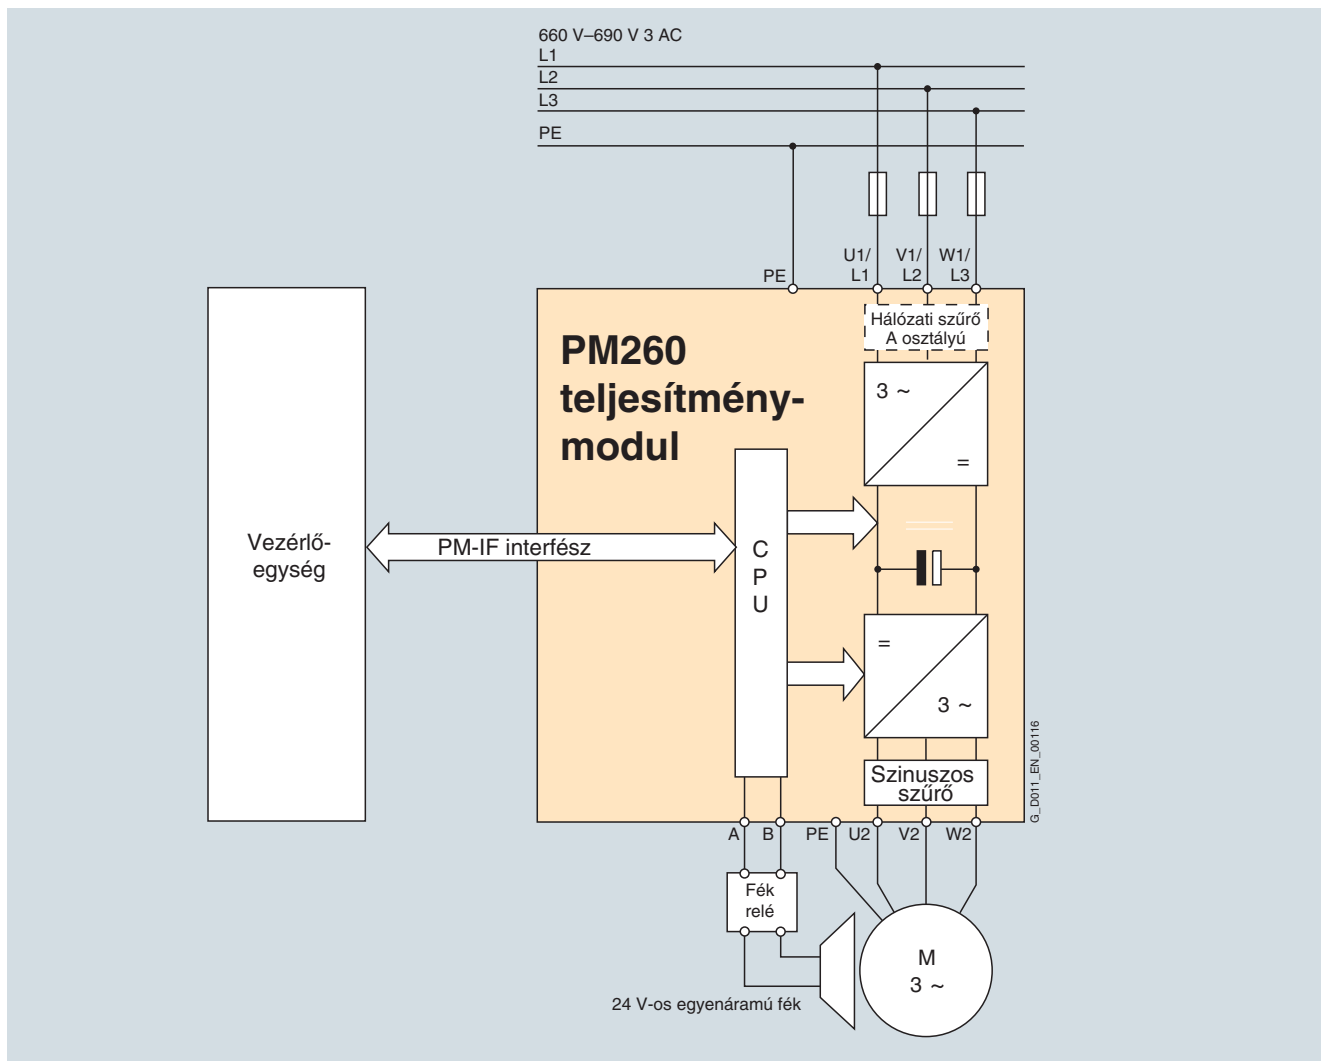 660 V–690 V 3 AC
L1
L2
L3
PE
U1/
L1
V1/
L2
W1/
L3
PE
Hálózati szűrő
A osztályú
PM260
teljesítmény-
modul
3 ~
=
Vezérlő-
egység
PM-IF interfész
C
P
U
=
3 ~
Szinuszos
szűrő
G_D011_EN_00116
A
B
PE
U2
V2
W2
Fék
relé
M
3 ~
24 V-os egyenáramú fék